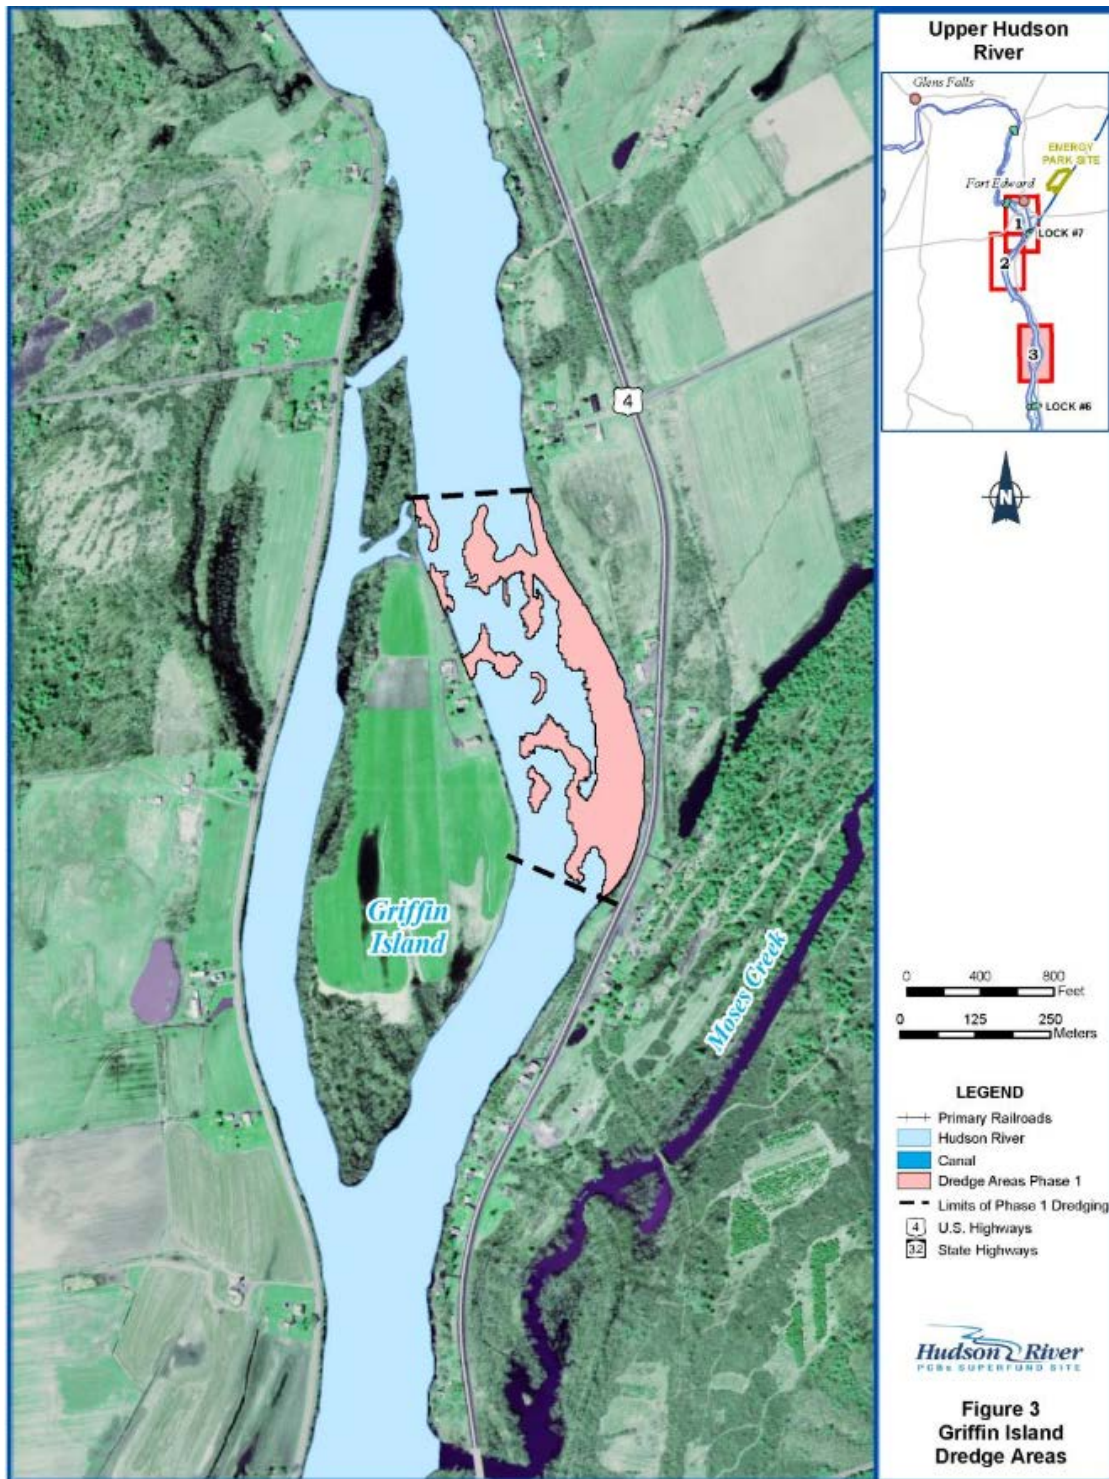 Upper Hudson
River
Glens Falls
ENERGY
PARK SITE
Fort Edward
1
LOCK #7
2
3
LOCK #6
4
N
Griffin
Island
Moses Creek
0 400 800
Feet
0 125 250
Meters
LEGEND
Primary Railroads
Hudson River
Canal
Dredge Areas Phase 1
Limits of Phase 1 Dredging
4 U.S. Highways
32 State Highways
Hudson River
PCBs SUPERFUND SITE
Figure 3
Griffin Island
Dredge Areas